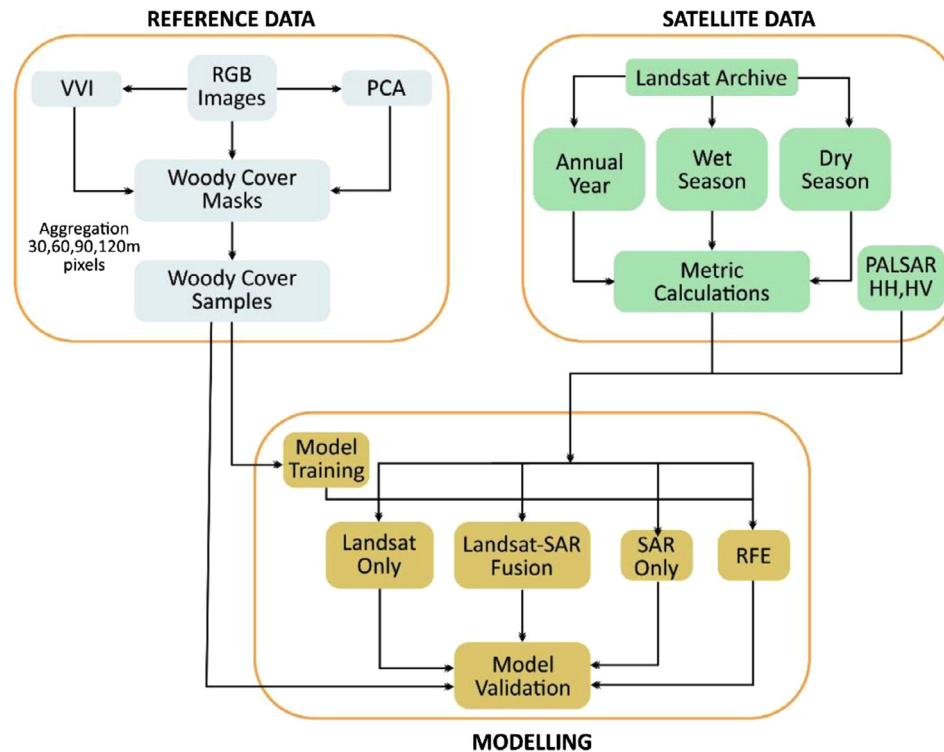 REFERENCE DATA
VVI
RGB
Images
PCA
Woody Cover
Masks
Aggregation
30,60,90,120m
pixels
Woody Cover
Samples
SATELLITE DATA
Landsat Archive
Annual
Year
Wet
Season
Dry
Season
Metric
Calculations
PALSAR
HH,HV
Model
Training
Landsat
Only
Landsat-SAR
Fusion
SAR
Only
RFE
Model
Validation
MODELLING